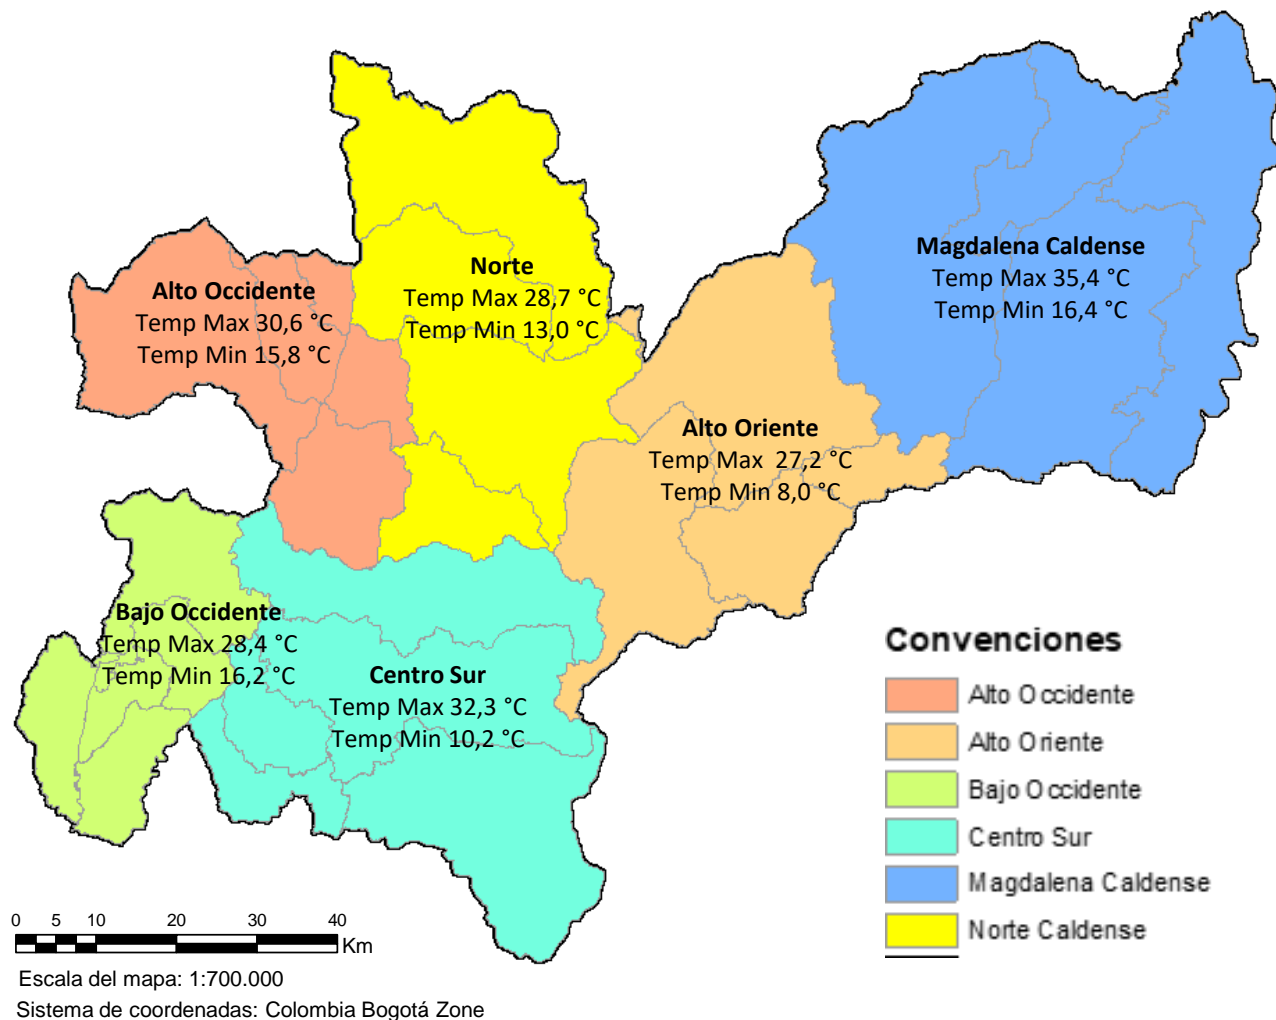 Magdalena Caldense
Temp Max 35,4 °C
Temp Min 16,4 °C
Norte
Temp Max 28,7 °C
Temp Min 13,0 °C
Alto Occidente
Temp Max 30,6 °C
Temp Min 15,8 °C
Alto Oriente
Temp Max 27,2 °C
Temp Min 8,0 °C
Bajo Occidente
Temp Max 28,4 °C
Temp Min 16,2 °C
Centro Sur
Temp Max 32,3 °C
Temp Min 10,2 °C
Convenciones
Alto Occidente
Alto Oriente
Bajo Occidente
Centro Sur
Magdalena Caldense
Norte Caldense
0 5 10 20 30 40
Km
Escala del mapa: 1:700.000
Sistema de coordenadas: Colombia Bogotá Zone